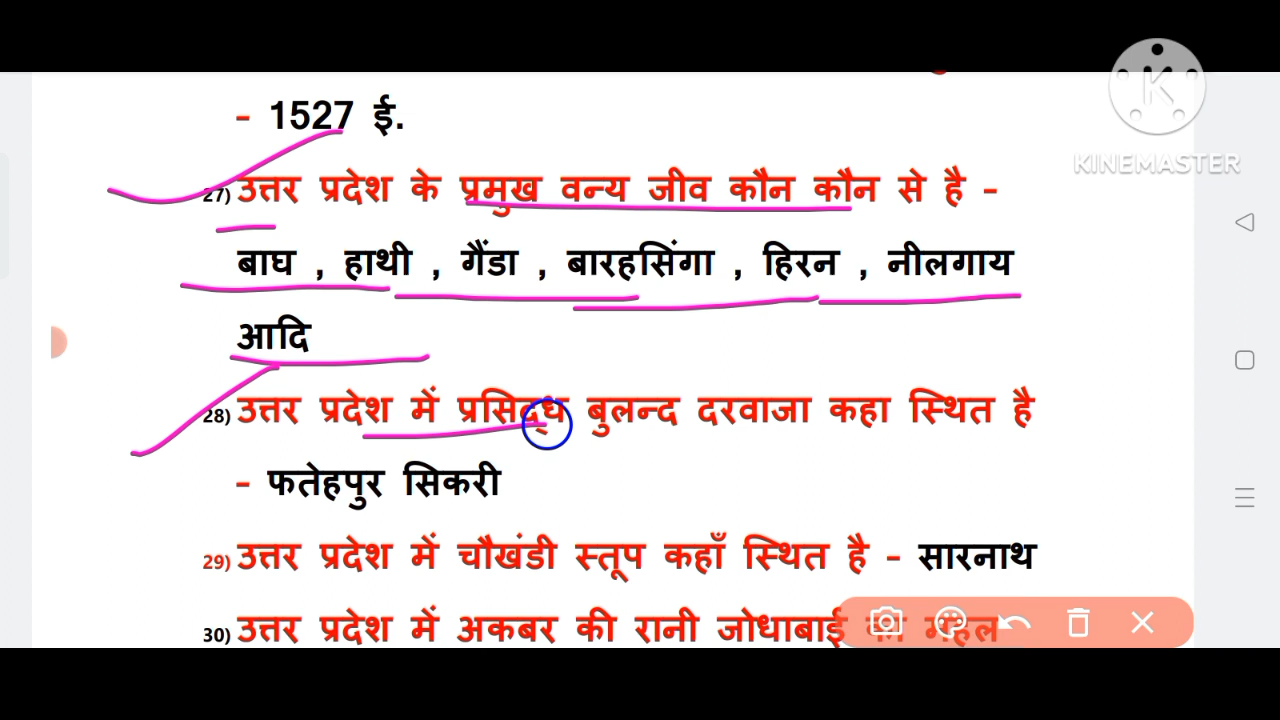 - 1527 ई.
KINEMASTER
27) उत्तर प्रदेश के प्रमुख वन्य जीव कौन कौन से है -
बाघ , हाथी , गैंडा , बारहसिंगा , हिरन , नीलगाय
आदि
28) उत्तर प्रदेश में प्रसिद्ध बुलन्द दरवाजा कहा स्थित है
- फतेहपुर सिकरी
29) उत्तर प्रदेश में चौखंडी स्तूप कहाँ स्थित है - सारनाथ
30) उत्तर प्रदेश में अकबर की रानी जोधाबाई का महल